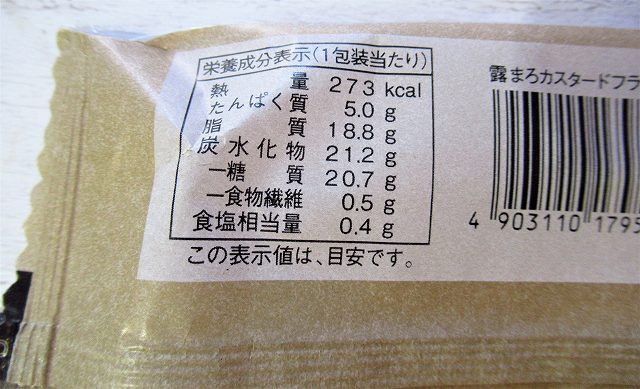 栄養成分表示(1包装当たり)
熱量 273 kcal
たんぱく質 5.0 g
脂質 18.8 g
炭水化物 21.2 g
－糖質 20.7 g
－食物繊維 0.5 g
食塩相当量 0.4 g
この表示値は、目安です。
露まろカスタードフラ
4 903110 1795